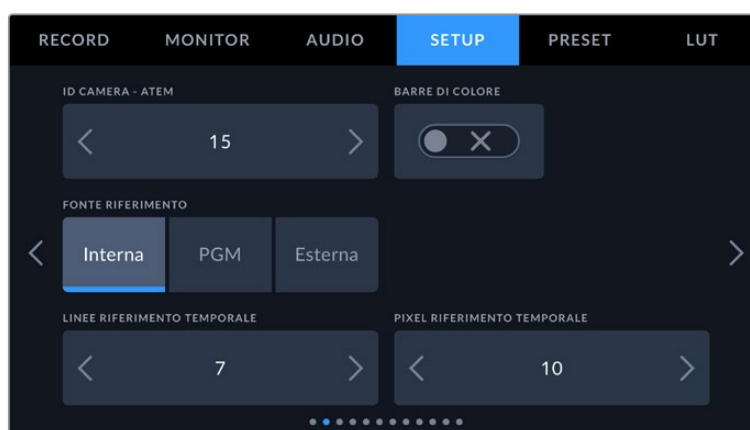 RECORD MONITOR AUDIO SETUP PRESET LUT
ID CAMERA - ATEM BARRE DI COLORE
15
FONTE RIFERIMENTO
Interna PGM Esterna
LINEE RIFERIMENTO TEMPORALE PIXEL RIFERIMENTO TEMPORALE
7 10